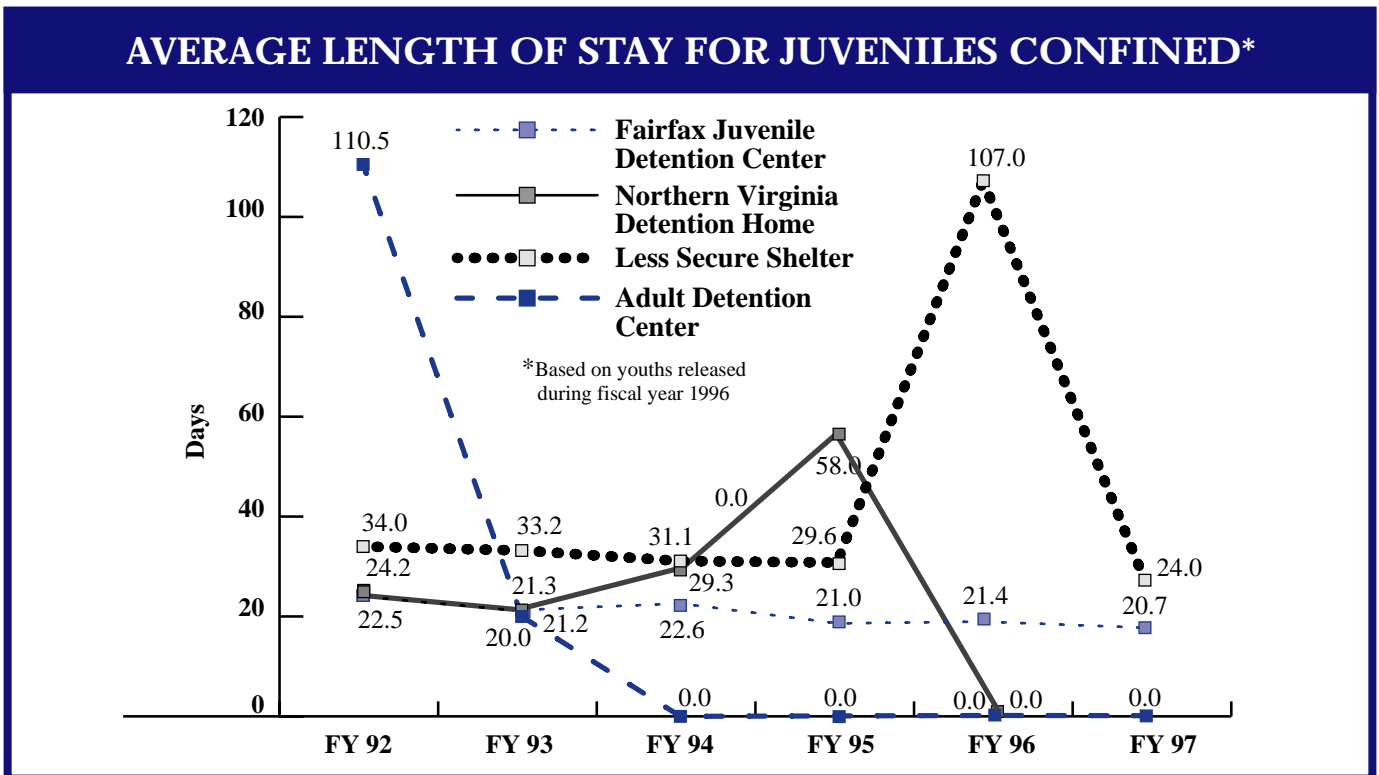 AVERAGE LENGTH OF STAY FOR JUVENILES CONFINED*
120
100
80
60
40
20
0
Days
Fairfax Juvenile
Detention Center
Northern Virginia
Detention Home
Less Secure Shelter
Adult Detention
Center
*Based on youths released
during fiscal year 1996
110.5
34.0
24.2
22.5
33.2
21.3
21.2
20.0
31.1
29.3
22.6
0.0
0.0
58.0
29.6
21.0
0.0
107.0
21.4
0.0
0.0
24.0
20.7
0.0
FY 92
FY 93
FY 94
FY 95
FY 96
FY 97